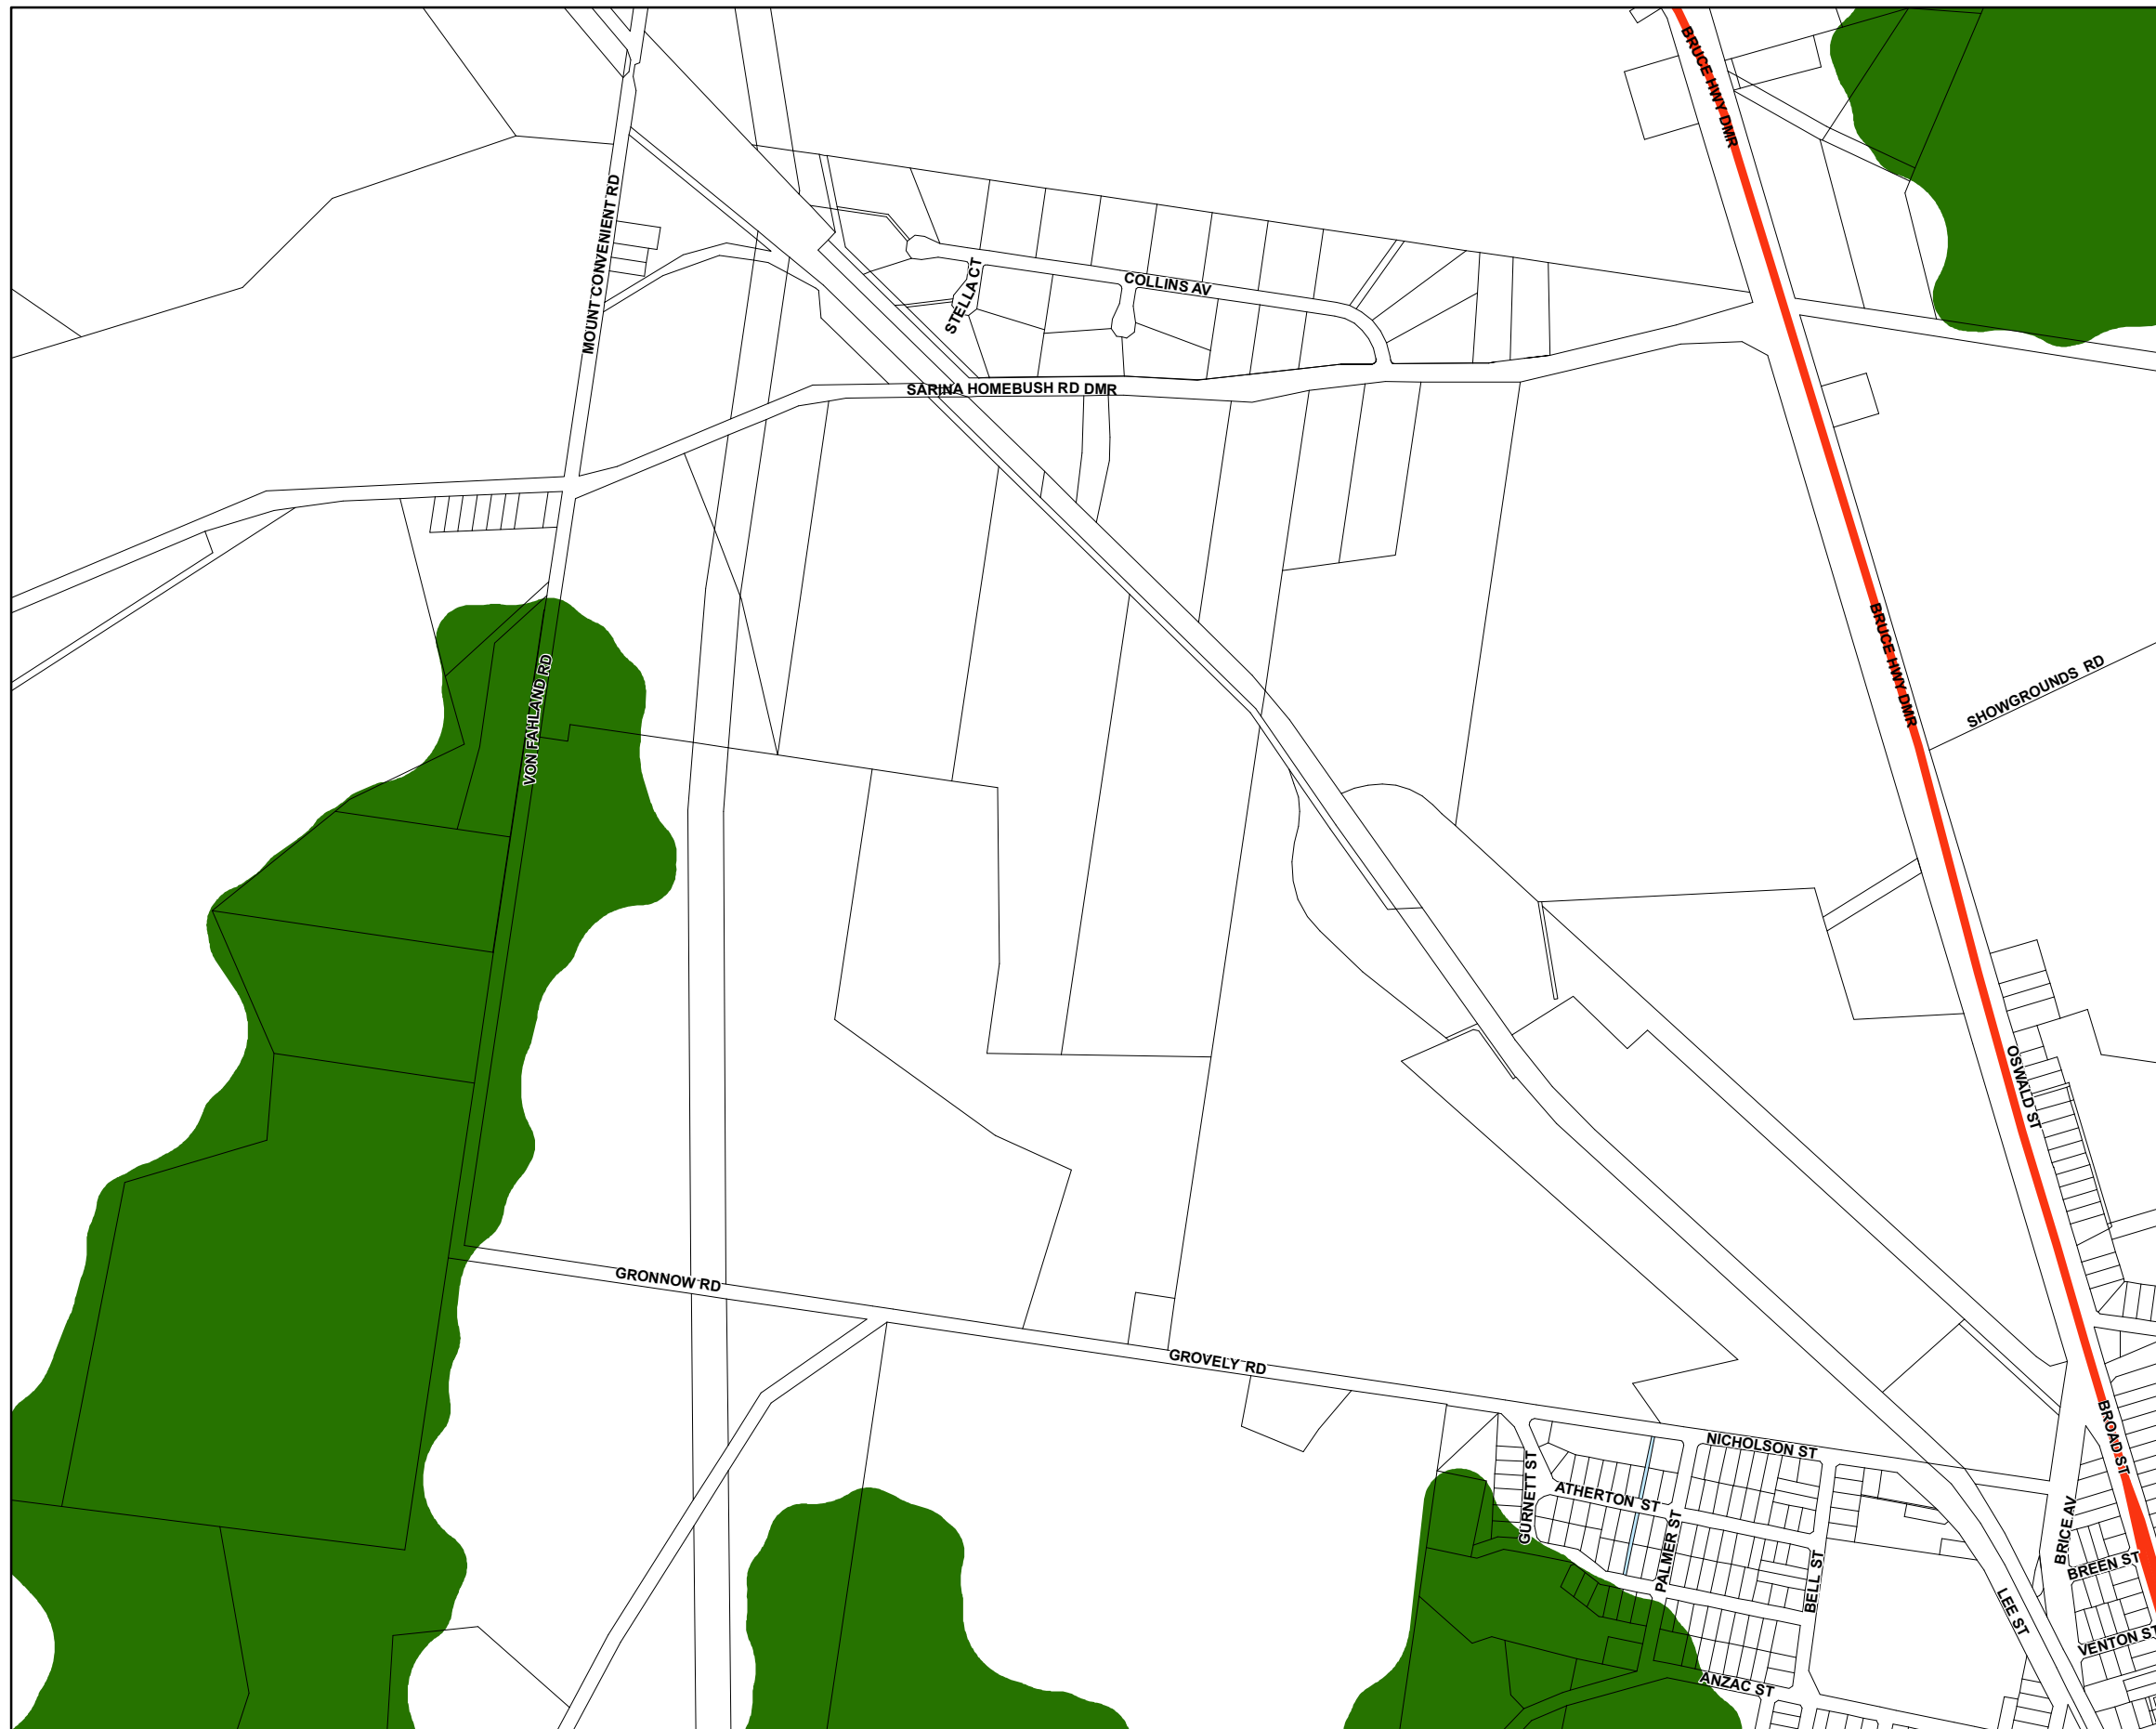 BRUCE HWY DMR
MOUNT CONVENIENT RD
STELLA CT
COLLINS AV
SARINA HOMEBUSH RD DMR
BRUCE HWY DMR
SHOWGROUNDS RD
VON FAHLAND RD
OSWALD ST
GRONNOW RD
GROVELY RD
BROAD ST
NICHOLSON ST
GURNETT ST
ATHERTON ST
PALMER ST
BELL ST
BRICE AV
BREEN ST
LEE ST
VENTON ST
ANZAC ST